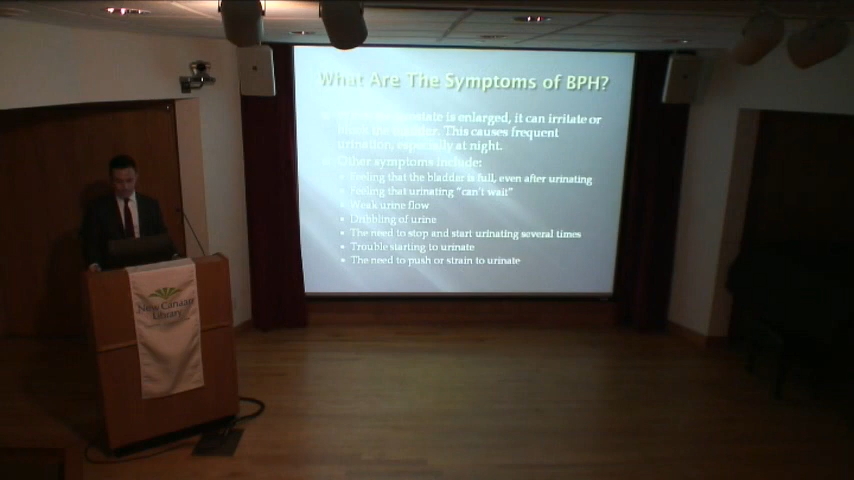 What Are The Symptoms of BPH?
is enlarged, it can irritate or
the bladder. This causes frequent
urination, especially at night.
Other symptoms include:
Feeling that the bladder is full, even after urinating
Feeling that urinating "can't wait"
Weak urine flow
Dribbling of urine
The need to stop and start urinating several times
Trouble starting to urinate
The need to push or strain to urinate
New Canaan
Library